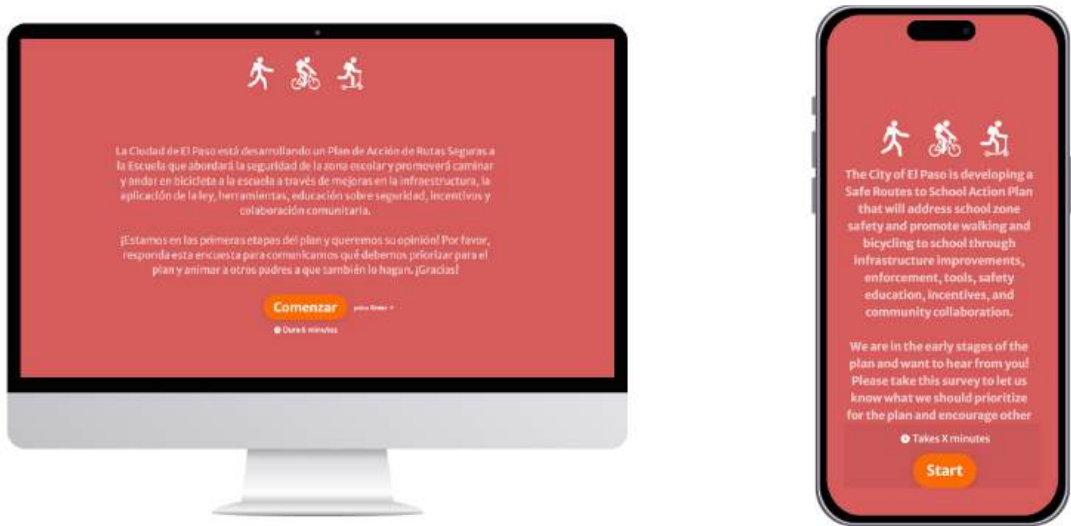 La Ciudad de El Paso está desarrollando un Plan de Acción de Rutas Seguras a
la Escuela que abordará la seguridad de la zona escolar y promoverá caminar
y andar en bicicleta a la escuela a través de mejoras en la infraestructura, la
aplicación de la ley, herramientas, educación sobre seguridad, incentivos y
colaboración comunitaria.
¡Estamos en las primeras etapas del plan y queremos su opinión! Por favor,
responda esta encuesta para comunicarnos qué debemos priorizar para el
plan y animar a otros padres a que también lo hagan. ¡Gracias!
Comenzar
Dura 6 minutos
The City of El Paso is developing a
Safe Routes to School Action Plan
that will address school zone
safety and promote walking and
bicycling to school through
infrastructure improvements,
enforcement, tools, safety
education, incentives, and
community collaboration.
We are in the early stages of the
plan and want to hear from you!
Please take this survey to let us
know what we should prioritize
for the plan and encourage other
Takes X minutes
Start